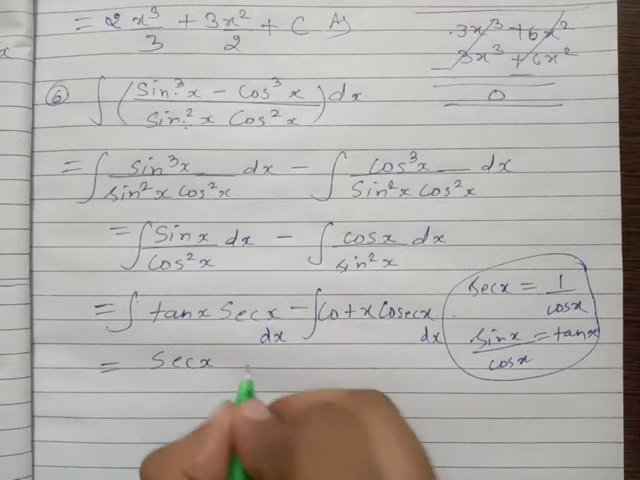 = 2x³/3 + 3x²/2 + C Ay
3x³ + 6x²
3x³ + 6x²
0
⑥ ∫ (Sin³x − Cos³x / Sin²x Cos²x) dx
= ∫ sin³x / sin²x cos²x dx − ∫ cos³x / Sin²x cos²x dx
= ∫ Sinx / Cos²x dx − ∫ cosx / sin²x dx
= ∫ tanx Secx dx − ∫ Cotx Cosecx dx
Secx = 1/cosx
sinx/cosx = tanx
= Secx